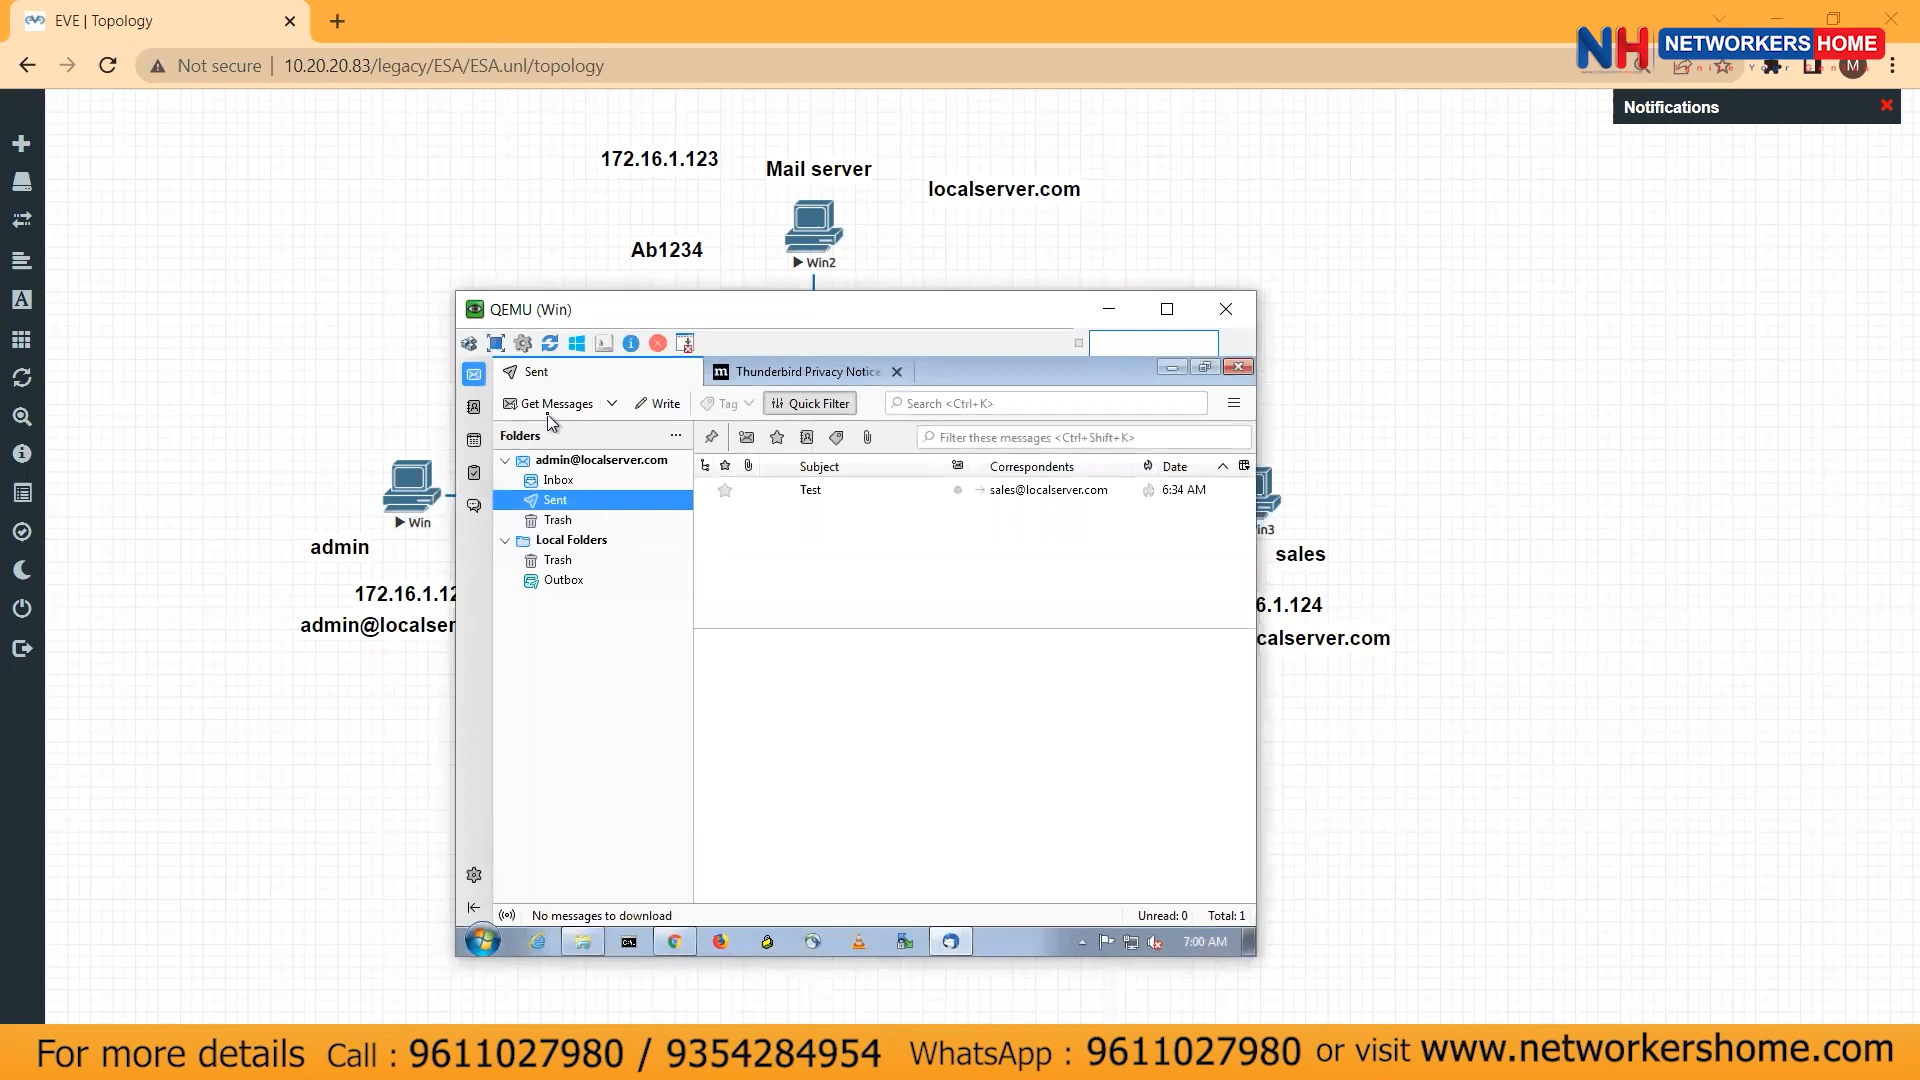 EVE | Topology
NH NETWORKERS HOME
Not secure | 10.20.20.83/legacy/ESA/ESA.unl/topology
M
Notifications
172.16.1.123
Mail server
localserver.com
Ab1234
Win2
QEMU (Win)
Sent
Thunderbird Privacy Notice
Get Messages
Write
Tag
Quick Filter
Search <Ctrl+K>
Folders
Filter these messages <Ctrl+Shift+K>
admin@localserver.com
Subject
Correspondents
Date
Inbox
Test
sales@localserver.com
6:34 AM
Sent
Trash
Local Folders
Trash
Outbox
Win
in3
admin
sales
172.16.1.12
6.1.124
admin@localser
calserver.com
No messages to download
Unread: 0
Total: 1
7:00 AM
For more details Call : 9611027980 / 9354284954 WhatsApp : 9611027980 or visit www.networkershome.com